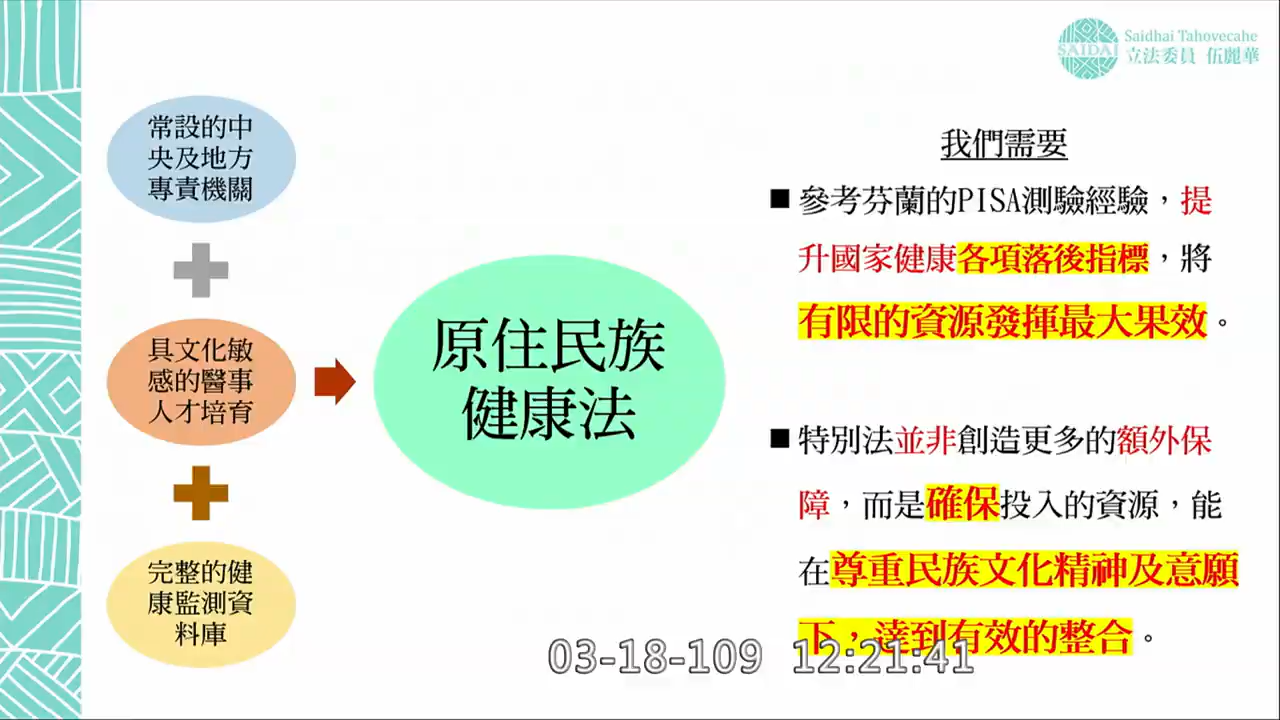 Saidhai Tahovecahe
SAIDAI
立法委員 伍麗華
常設的中
央及地方
專責機關
具文化敏
感的醫事
人才培育
完整的健
康監測資
料庫
原住民族
健康法
我們需要
■ 參考芬蘭的PISA測驗經驗，提
升國家健康各項落後指標，將
有限的資源發揮最大果效。
■ 特別法並非創造更多的額外保
障，而是確保投入的資源，能
在尊重民族文化精神及意願
下，達到有效的整合。
03-18-109 12:21:41